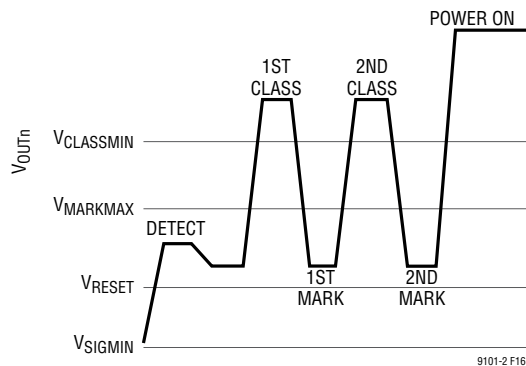 POWER ON
1ST
CLASS
2ND
CLASS
VOUTn
VCLASSMIN
VMARKMAX
DETECT
VRESET
1ST
MARK
2ND
MARK
VSIGMIN
9101-2 F16